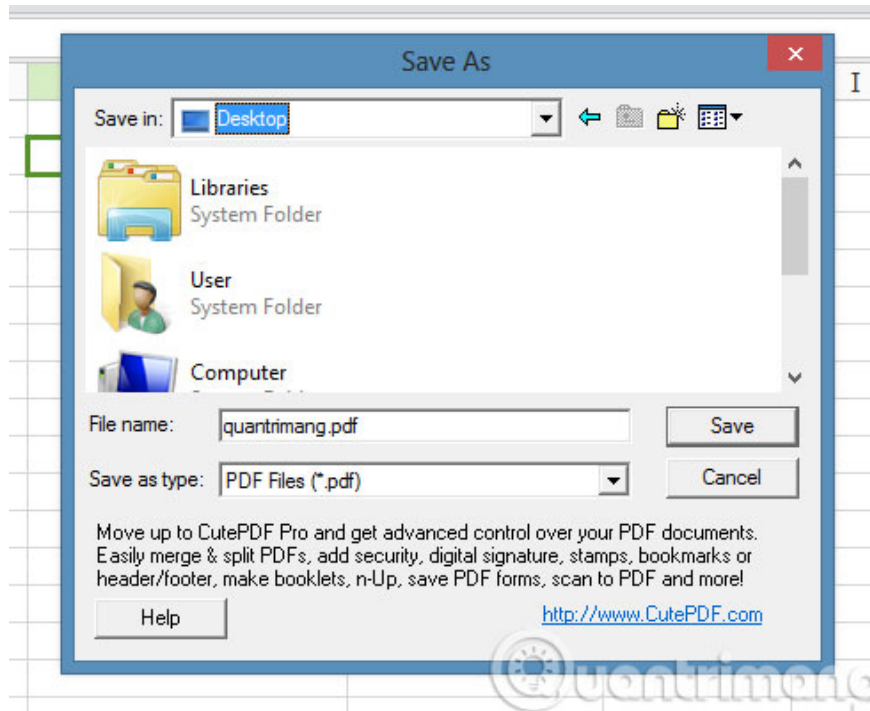 Save As
I
Save in: Desktop
Libraries
System Folder
User
System Folder
Computer
File name: quantrimang.pdf
Save
Save as type: PDF Files (*.pdf)
Cancel
Move up to CutePDF Pro and get advanced control over your PDF documents.
Easily merge & split PDFs, add security, digital signature, stamps, bookmarks or
header/footer, make booklets, n-Up, save PDF forms, scan to PDF and more!
Help
http://www.CutePDF.com
Quantrimang